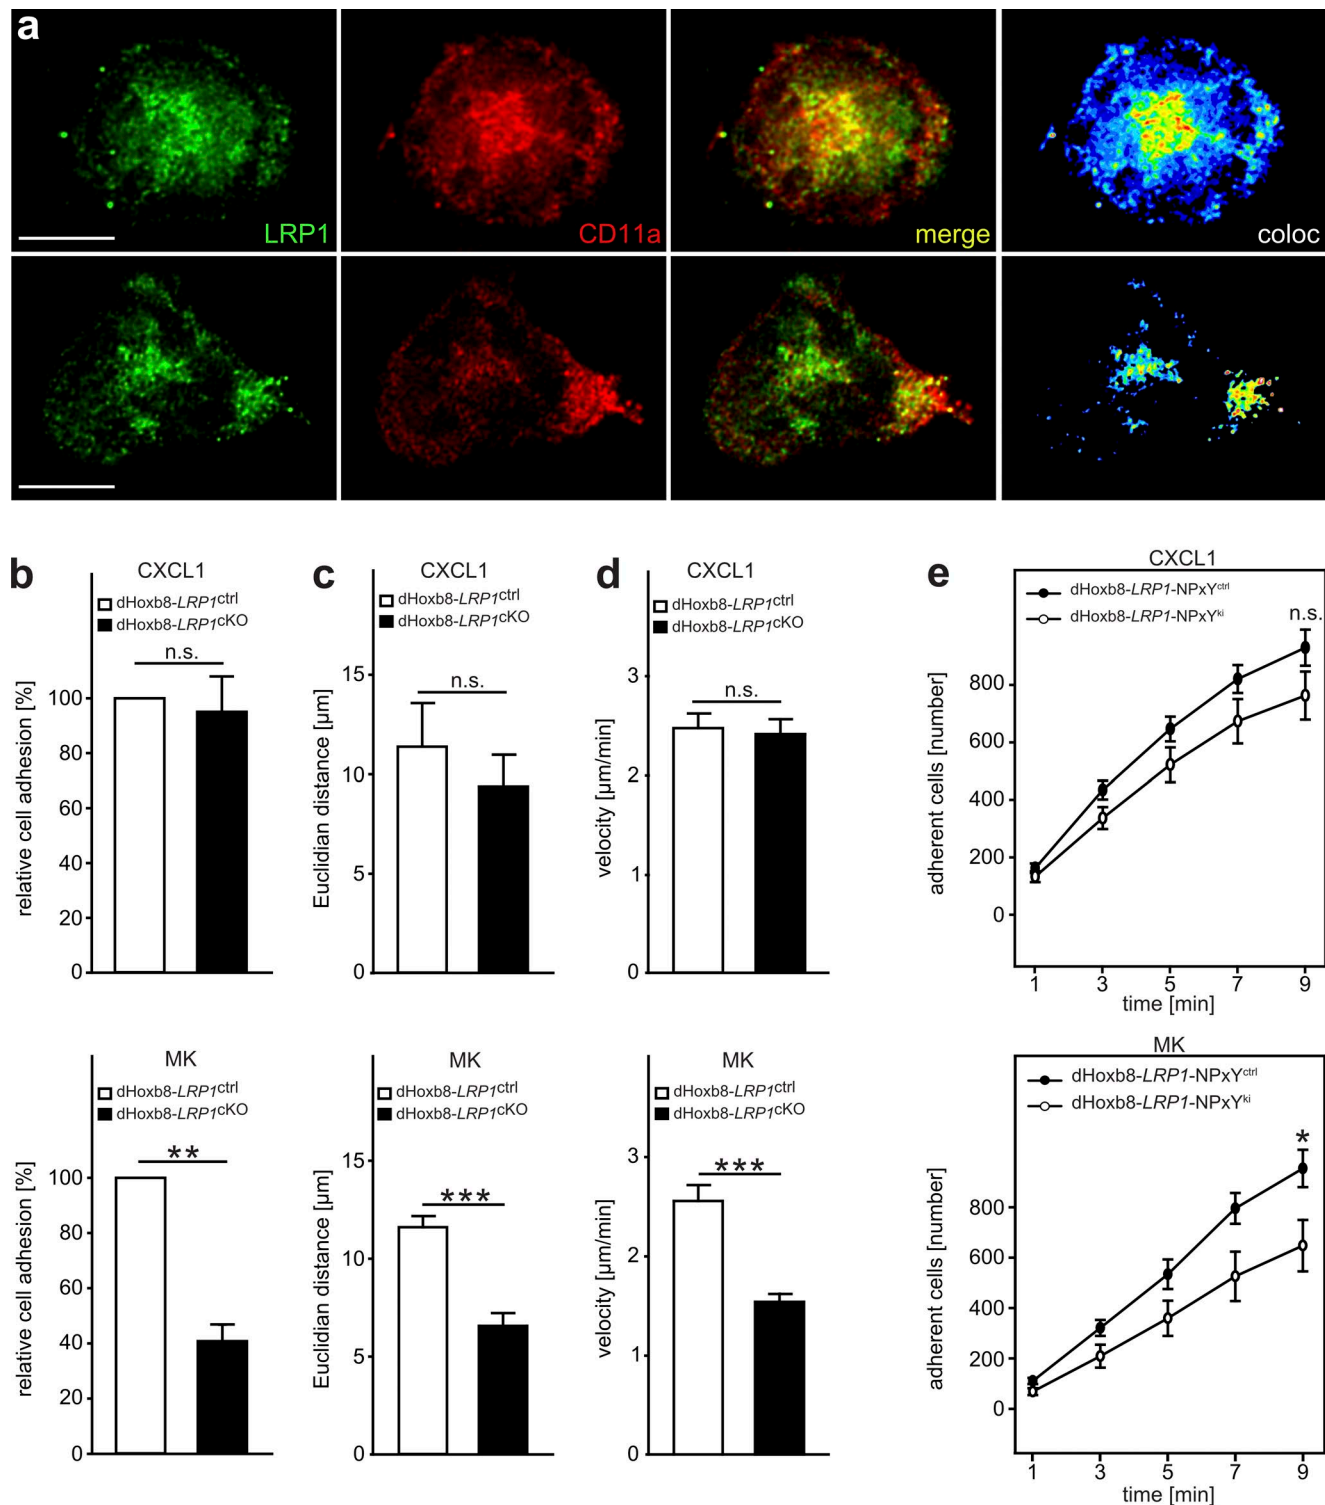 a
LRP1
CD11a
merge
coloc
b
CXCL1
dHoxb8-LRP1ctrl
dHoxb8-LRP1cKO
n.s.
relative cell adhesion [%]
100
80
60
40
20
0
c
CXCL1
dHoxb8-LRP1ctrl
dHoxb8-LRP1cKO
n.s.
Euclidian distance [µm]
15
10
5
0
d
CXCL1
dHoxb8-LRP1ctrl
dHoxb8-LRP1cKO
n.s.
velocity [µm/min]
3
2
1
0
e
CXCL1
dHoxb8-LRP1-NPxYctrl
dHoxb8-LRP1-NPxYki
n.s.
adherent cells [number]
800
600
400
200
0
1 3 5 7 9
time [min]
MK
dHoxb8-LRP1ctrl
dHoxb8-LRP1cKO
**
relative cell adhesion [%]
100
80
60
40
20
0
MK
dHoxb8-LRP1ctrl
dHoxb8-LRP1cKO
***
Euclidian distance [µm]
15
10
5
0
MK
dHoxb8-LRP1ctrl
dHoxb8-LRP1cKO
***
velocity [µm/min]
3
2
1
0
MK
dHoxb8-LRP1-NPxYctrl
dHoxb8-LRP1-NPxYki
*
adherent cells [number]
800
600
400
200
0
1 3 5 7 9
time [min]